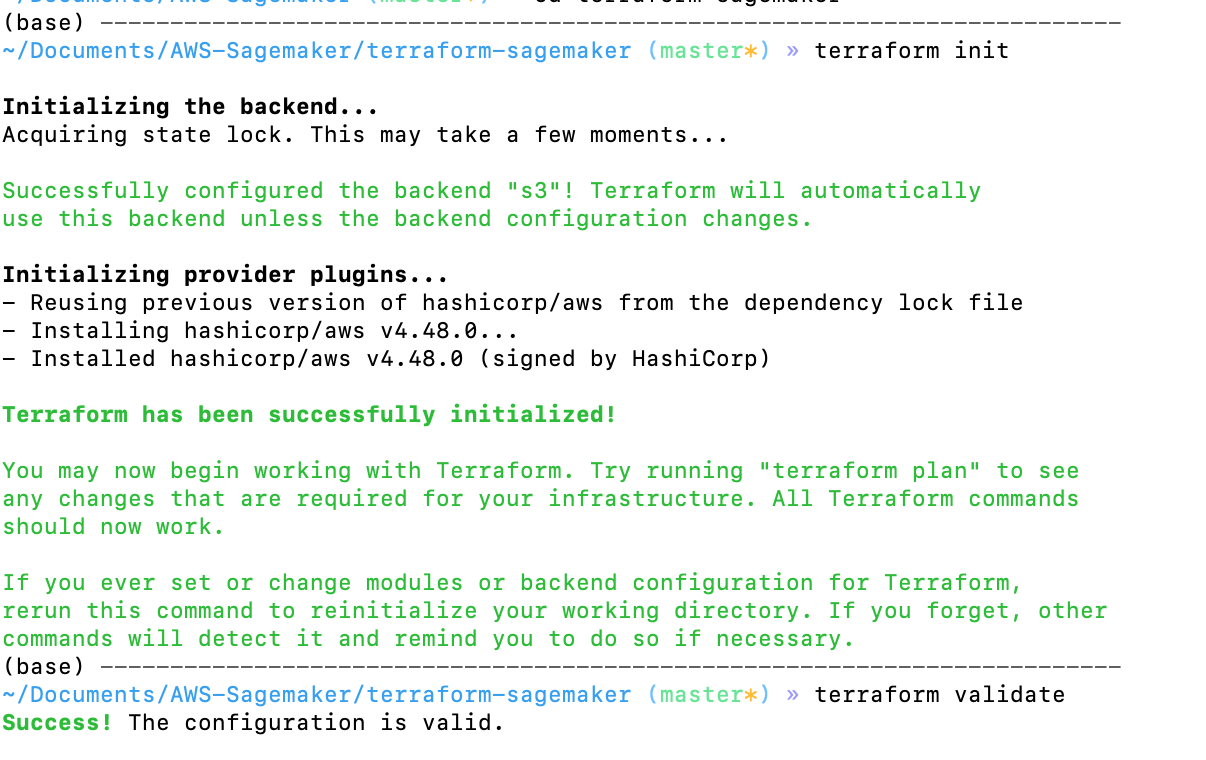 (base)
~/Documents/AWS-Sagemaker/terraform-sagemaker (master*) » terraform init
Initializing the backend...
Acquiring state lock. This may take a few moments...
Successfully configured the backend "s3"! Terraform will automatically
use this backend unless the backend configuration changes.
Initializing provider plugins...
- Reusing previous version of hashicorp/aws from the dependency lock file
- Installing hashicorp/aws v4.48.0...
- Installed hashicorp/aws v4.48.0 (signed by HashiCorp)
Terraform has been successfully initialized!
You may now begin working with Terraform. Try running "terraform plan" to see
any changes that are required for your infrastructure. All Terraform commands
should now work.
If you ever set or change modules or backend configuration for Terraform,
rerun this command to reinitialize your working directory. If you forget, other
commands will detect it and remind you to do so if necessary.
(base)
~/Documents/AWS-Sagemaker/terraform-sagemaker (master*) » terraform validate
Success! The configuration is valid.